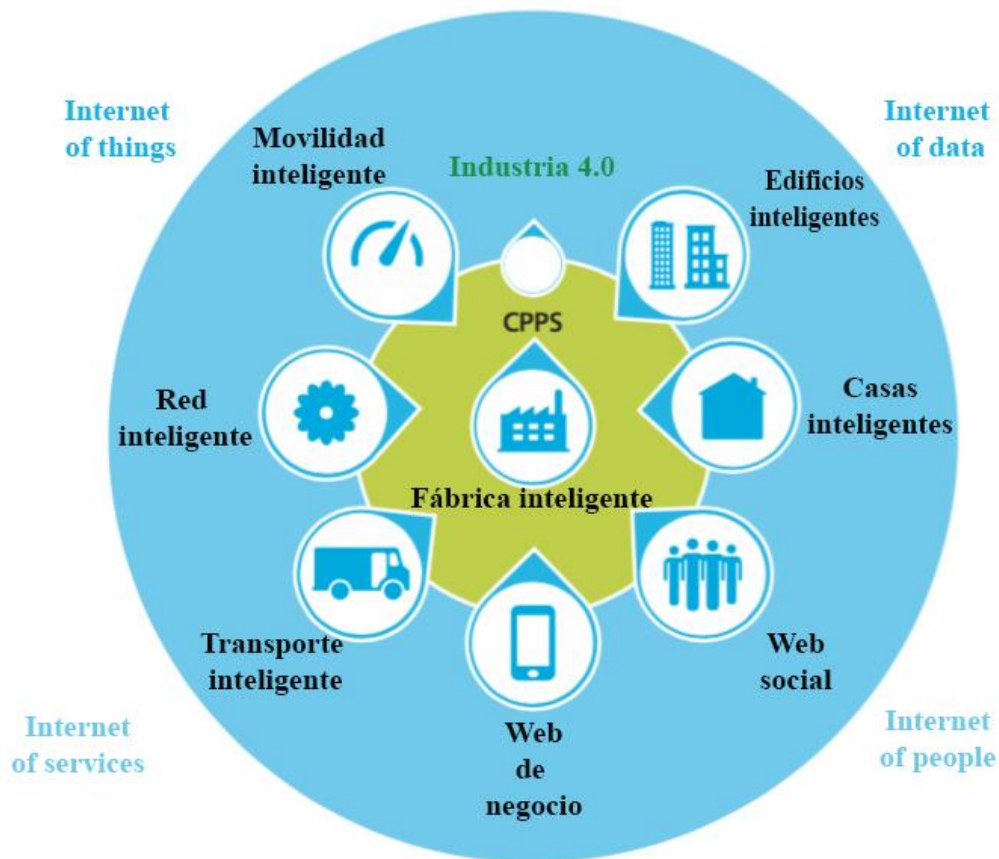 Internet
of things
Internet
of data
Movilidad
inteligente
Industria 4.0
Edificios
inteligentes
CPPS
Red
inteligente
Casas
inteligentes
Fábrica inteligente
Transporte
inteligente
Web
social
Internet
of services
Web
de
negocio
Internet
of people